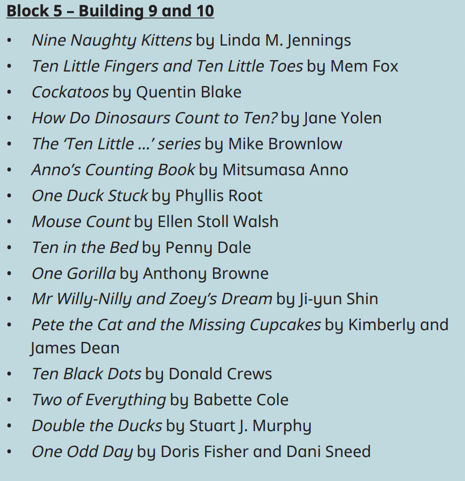 Block 5 – Building 9 and 10
• Nine Naughty Kittens by Linda M. Jennings
• Ten Little Fingers and Ten Little Toes by Mem Fox
• Cockatoos by Quentin Blake
• How Do Dinosaurs Count to Ten? by Jane Yolen
• The ‘Ten Little ...’ series by Mike Brownlow
• Anno’s Counting Book by Mitsumasa Anno
• One Duck Stuck by Phyllis Root
• Mouse Count by Ellen Stoll Walsh
• Ten in the Bed by Penny Dale
• One Gorilla by Anthony Browne
• Mr Willy-Nilly and Zoey’s Dream by Ji-yun Shin
• Pete the Cat and the Missing Cupcakes by Kimberly and
James Dean
• Ten Black Dots by Donald Crews
• Two of Everything by Babette Cole
• Double the Ducks by Stuart J. Murphy
• One Odd Day by Doris Fisher and Dani Sneed